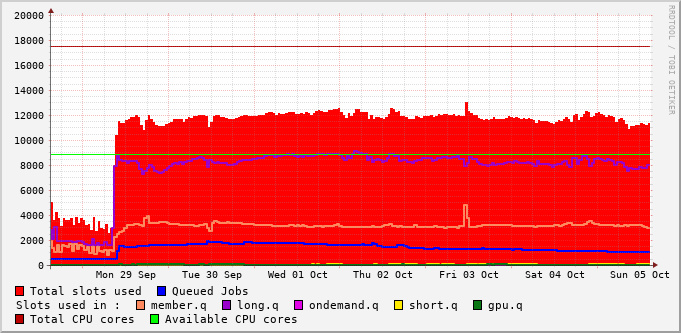 20000
18000
16000
14000
12000
10000
8000
6000
4000
2000
0
Mon 29 Sep Tue 30 Sep Wed 01 Oct Thu 02 Oct Fri 03 Oct Sat 04 Oct Sun 05 Oct
RRDTOOL / TOBI OETIKER
Total slots used Queued Jobs
Slots used in : member.q long.q ondemand.q short.q gpu.q
Total CPU cores Available CPU cores